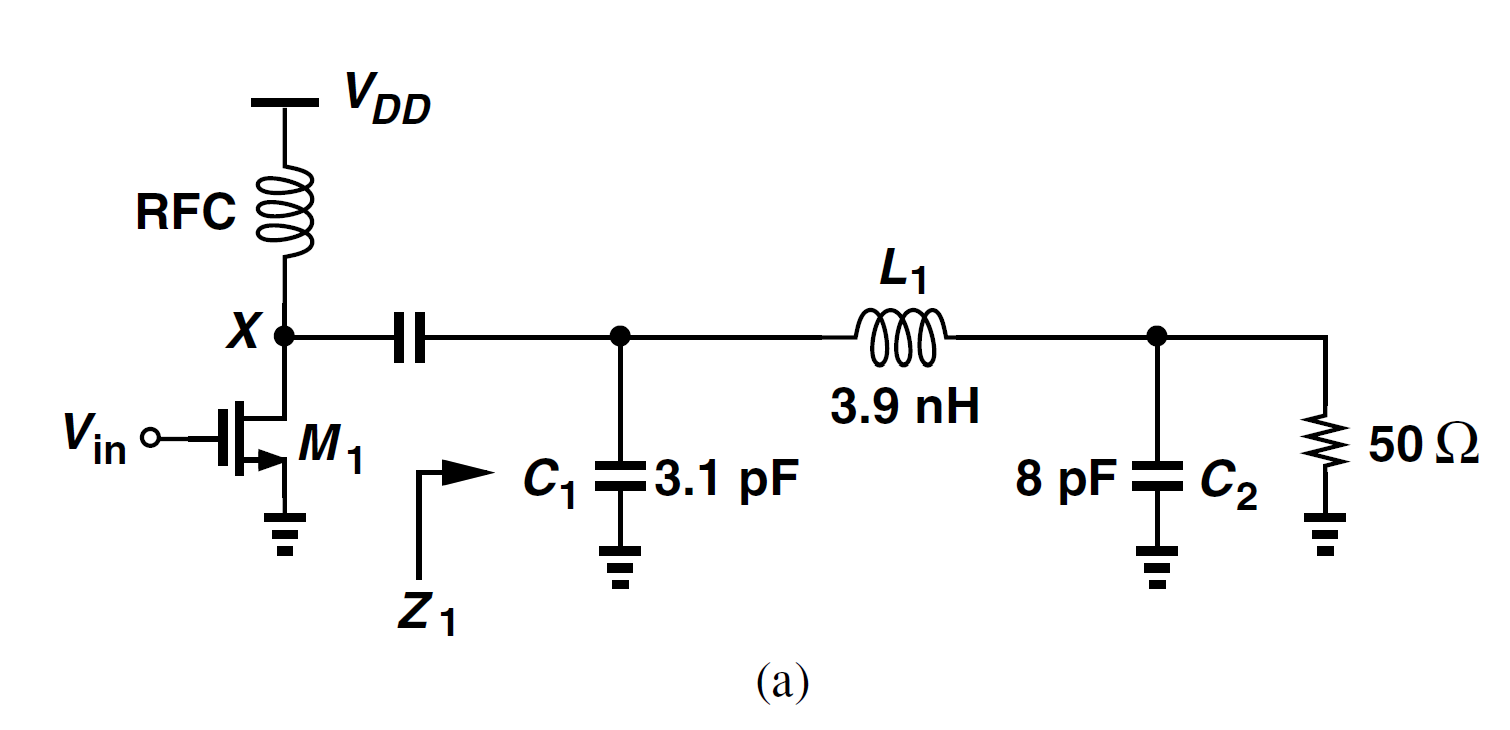 V_DD
RFC
X
V_in
M_1
Z_1
C_1
3.1 pF
L_1
3.9 nH
8 pF
C_2
50 Ω
(a)